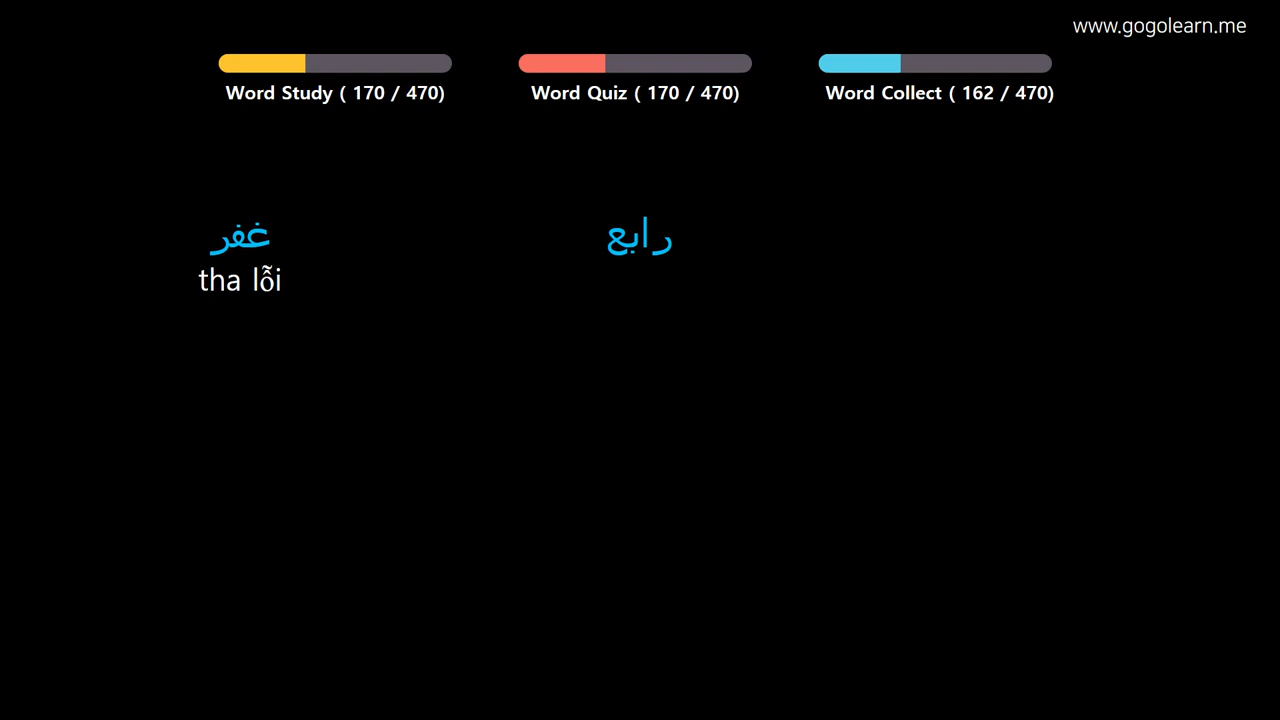 www.gogolearn.me
Word Study ( 170 / 470)
Word Quiz ( 170 / 470)
Word Collect ( 162 / 470)
غفر
tha lỗi
رابع